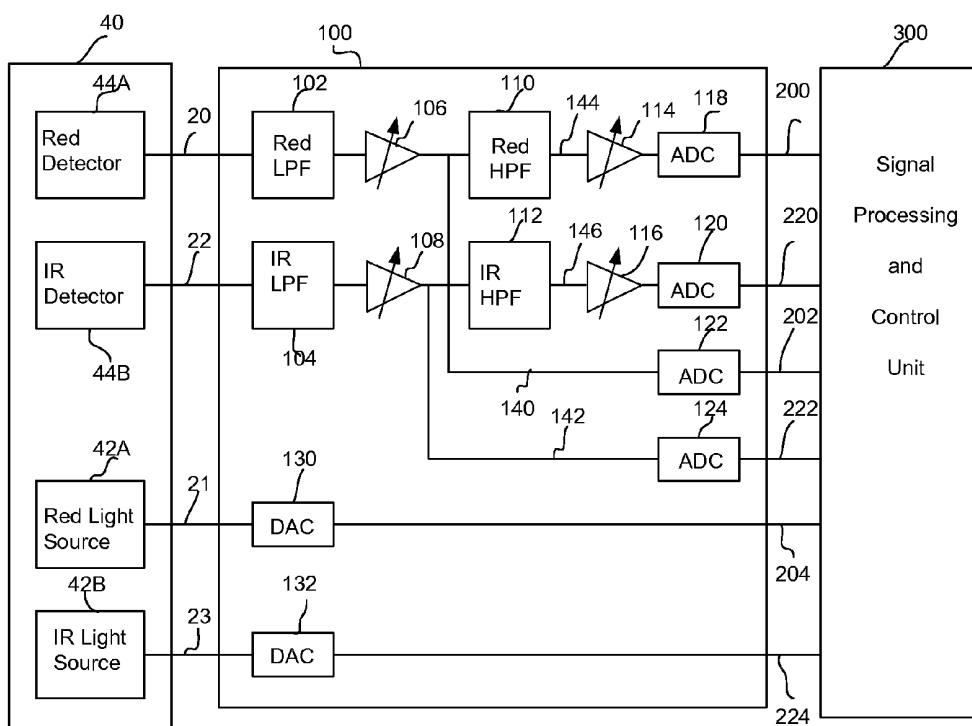 40
100
300
44A
102
110
118
200
20
106
144
114
Red
Detector
Red
LPF
Red
HPF
ADC
Signal
Processing
and
Control
Unit
22
108
112
146
116
120
220
IR
Detector
IR
LPF
IR
HPF
ADC
44B
104
122
202
ADC
140
142
124
222
ADC
42A
21
130
Red Light
Source
DAC
204
42B
23
132
IR Light
Source
DAC
224